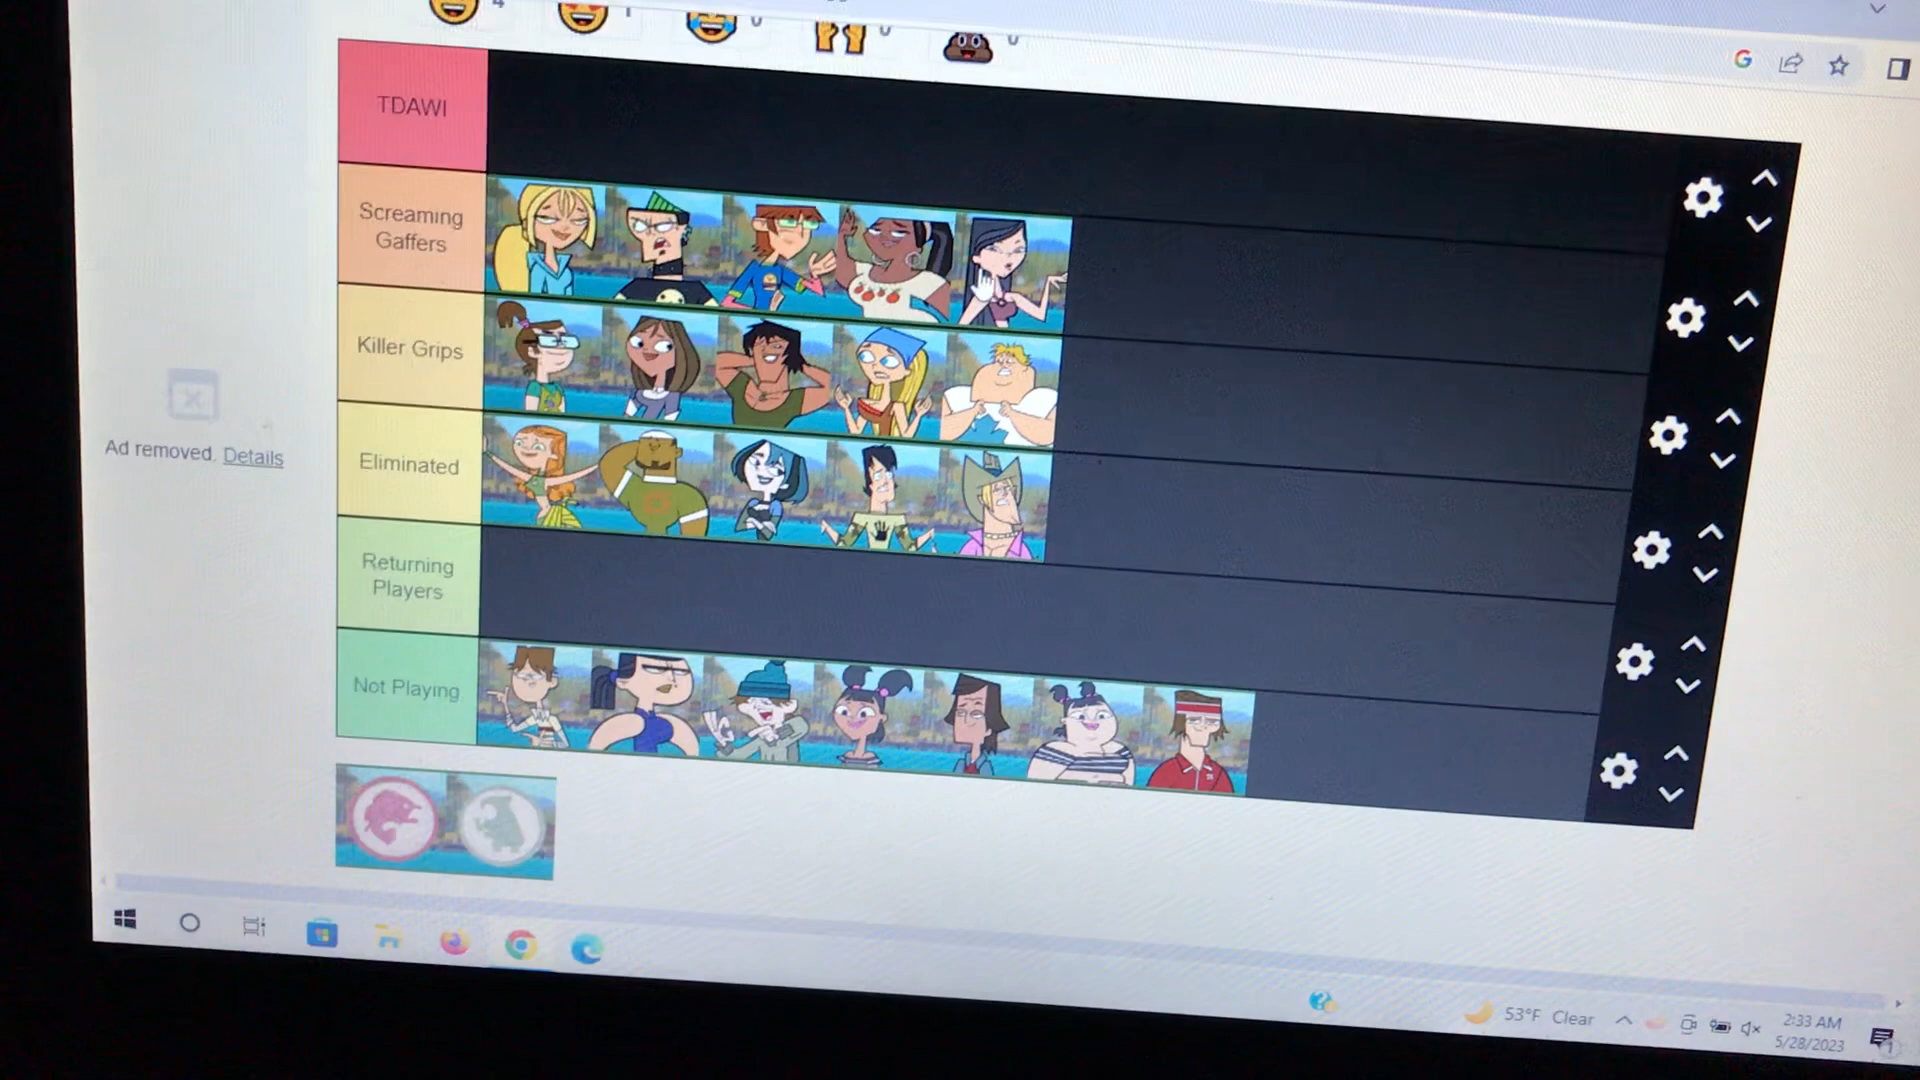 TDAWI
Screaming
Gaffers
Killer Grips
Eliminated
Returning
Players
Not Playing
Ad removed. Details
53°F Clear
2:33 AM
5/28/2023